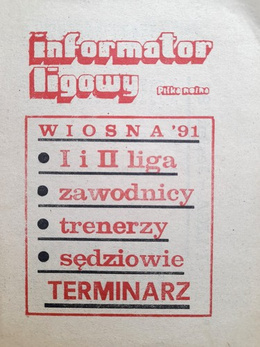 informator
ligowy
Piłka nożna
WIOSNA '91
• I i II liga
• zawodnicy
• trenerzy
• sędziowie
TERMINARZ